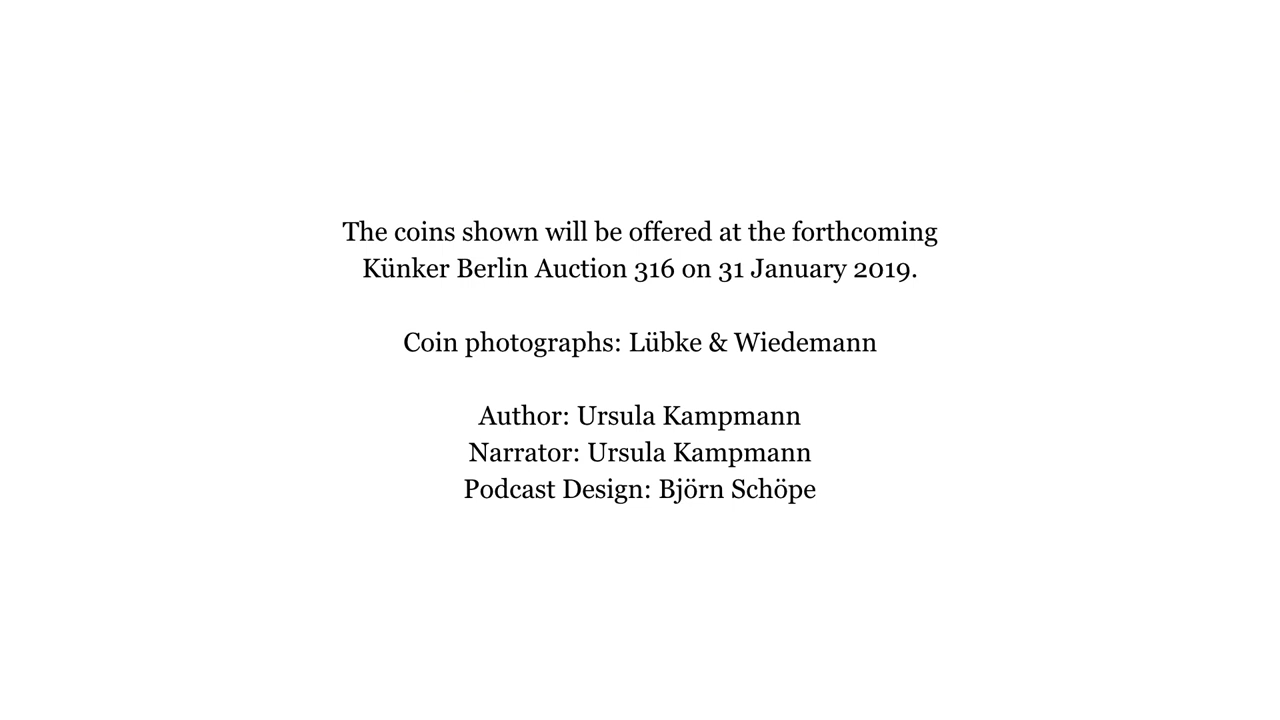 The coins shown will be offered at the forthcoming
Künker Berlin Auction 316 on 31 January 2019.
Coin photographs: Lübke & Wiedemann
Author: Ursula Kampmann
Narrator: Ursula Kampmann
Podcast Design: Björn Schöpe